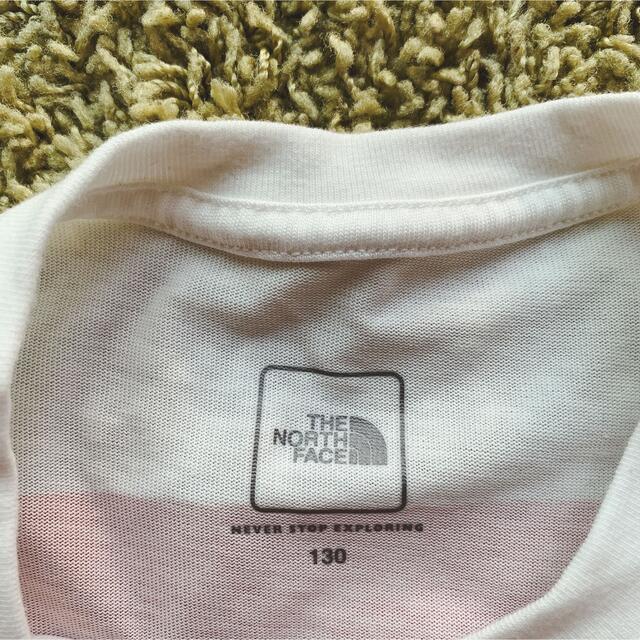 THE
NORTH
FACE
NEVER STOP EXPLORING
130